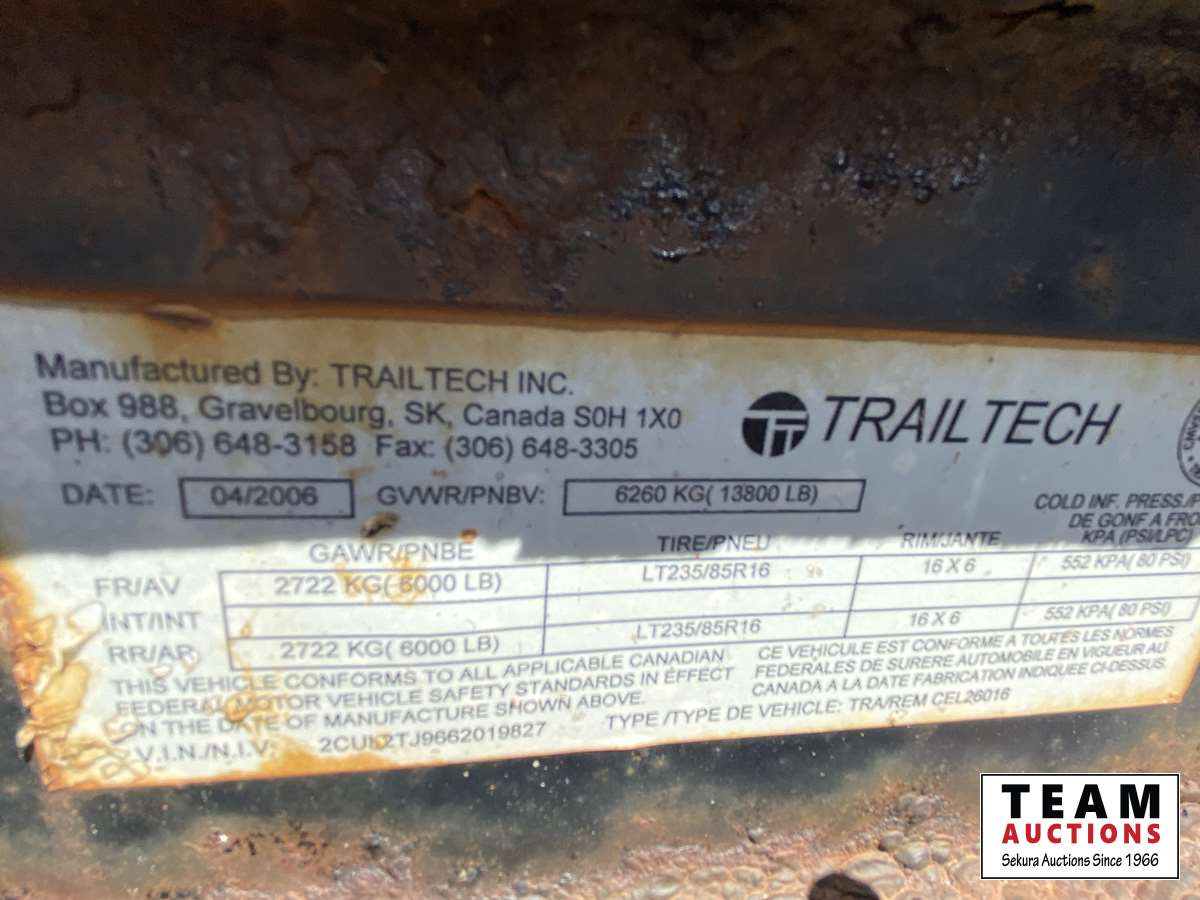 Manufactured By: TRAILTECH INC.
Box 988, Gravelbourg, SK, Canada S0H 1X0
PH: (306) 648-3158 Fax: (306) 648-3305
TRAILTECH
DATE: 04/2006 GVWR/PNBV: 6260 KG( 13800 LB)
COLD INF. PRESS./P
DE GONF A FRO
KPA (PSI/LPC)
GAWR/PNBE TIRE/PNEU RIM/JANTE
FR/AV 2722 KG( 6000 LB) LT235/85R16 16 X 6 552 KPA( 80 PSI)
INT/INT
RR/AR 2722 KG( 6000 LB) LT235/85R16 16 X 6 552 KPA( 80 PSI)
THIS VEHICLE CONFORMS TO ALL APPLICABLE CANADIAN
FEDERAL MOTOR VEHICLE SAFETY STANDARDS IN EFFECT
ON THE DATE OF MANUFACTURE SHOWN ABOVE.
CE VEHICULE EST CONFORME A TOUTES LES NORMES
FEDERALES DE SURERE AUTOMOBILE EN VIGUEUR AU
CANADA A LA DATE FABRICATION INDIQUEE CI-DESSUS.
V.I.N./N.I.V: TYPE /TYPE DE VEHICLE: TRA/REM CEL26016
TEAM
AUCTIONS
Sekura Auctions Since 1966